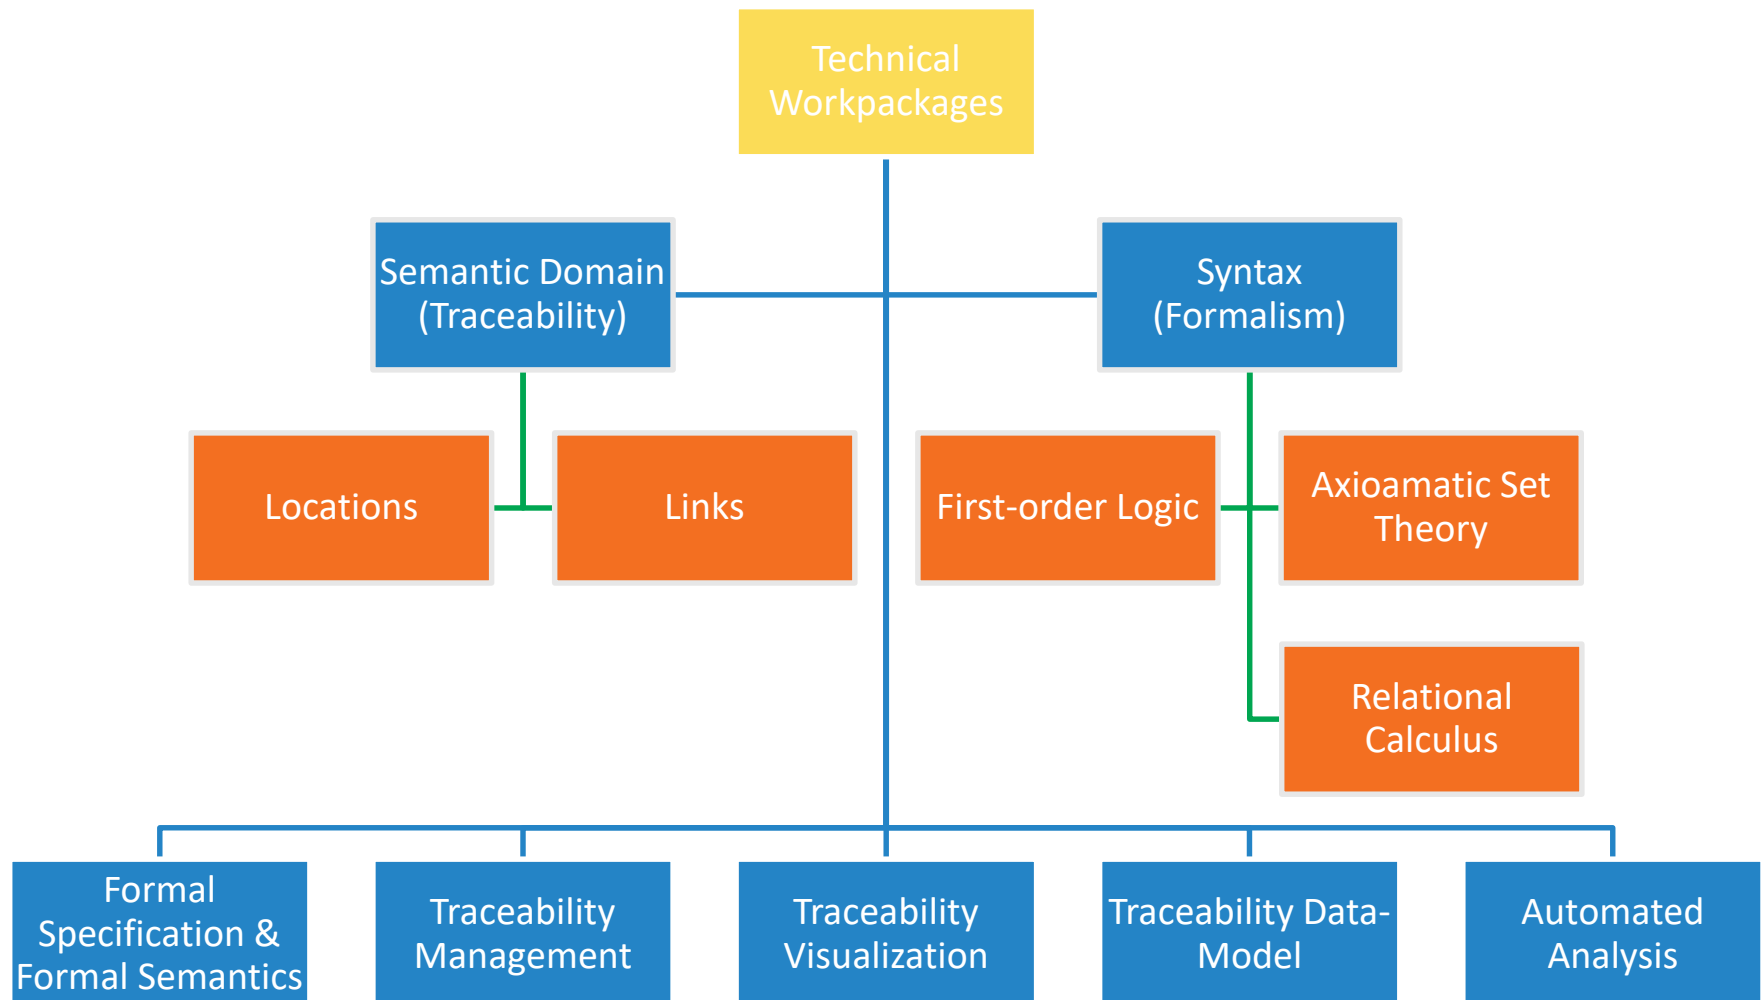 Technical
Workpackages
Semantic Domain
(Traceability)
Syntax
(Formalism)
Locations
Links
First-order Logic
Axioamatic Set
Theory
Relational
Calculus
Formal
Specification &
Formal Semantics
Traceability
Management
Traceability
Visualization
Traceability Data-
Model
Automated
Analysis